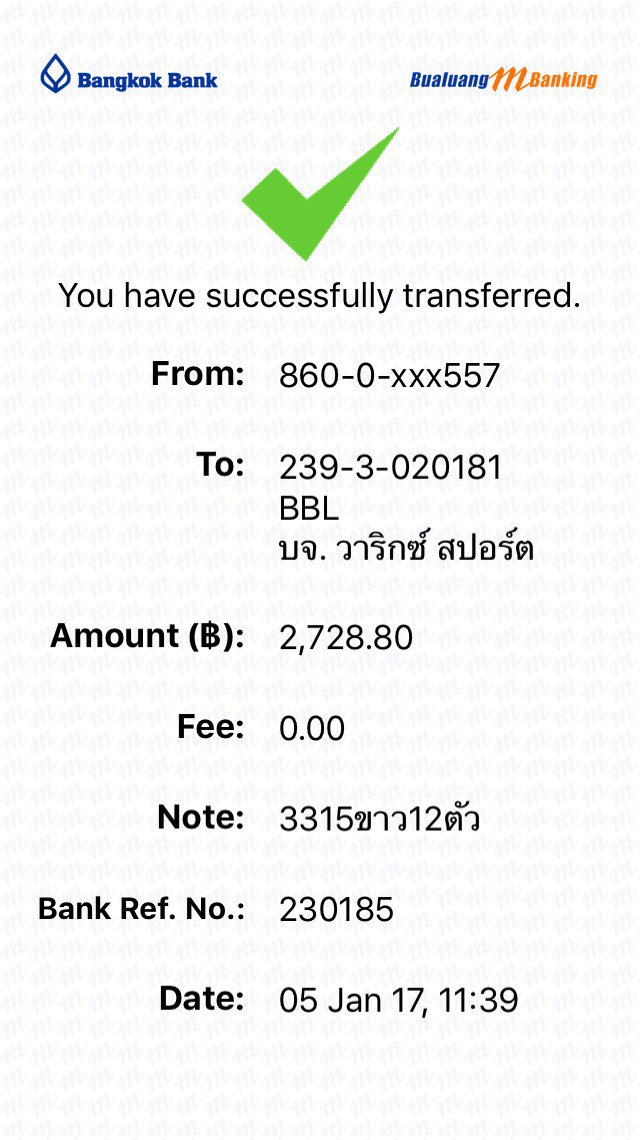 Bangkok Bank
Bualuang mBanking
You have successfully transferred.
From: 860-0-xxx557
To: 239-3-020181
BBL
บจ. วาริกซ์ สปอร์ต
Amount (฿): 2,728.80
Fee: 0.00
Note: 3315ขาว12ตัว
Bank Ref. No.: 230185
Date: 05 Jan 17, 11:39